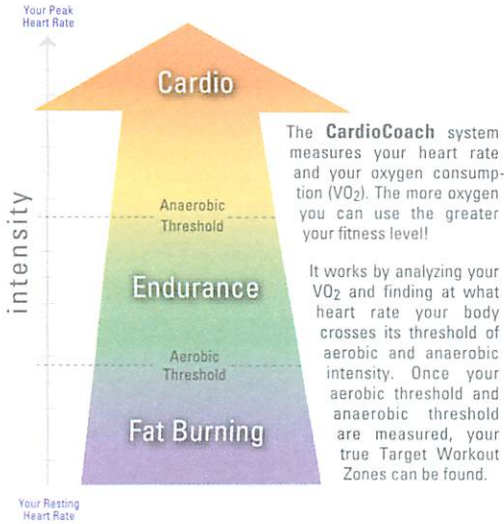 Your Peak
Heart Rate
Cardio
The CardioCoach system
measures your heart rate
and your oxygen consump-
tion (VO₂). The more oxygen
you can use the greater
your fitness level!
Anaerobic
Threshold
intensity
It works by analyzing your
VO₂ and finding at what
heart rate your body
crosses its threshold of
aerobic and anaerobic
intensity. Once your
aerobic threshold and
anaerobic threshold
are measured, your
true Target Workout
Zones can be found.
Endurance
Aerobic
Threshold
Fat Burning
Your Resting
Heart Rate